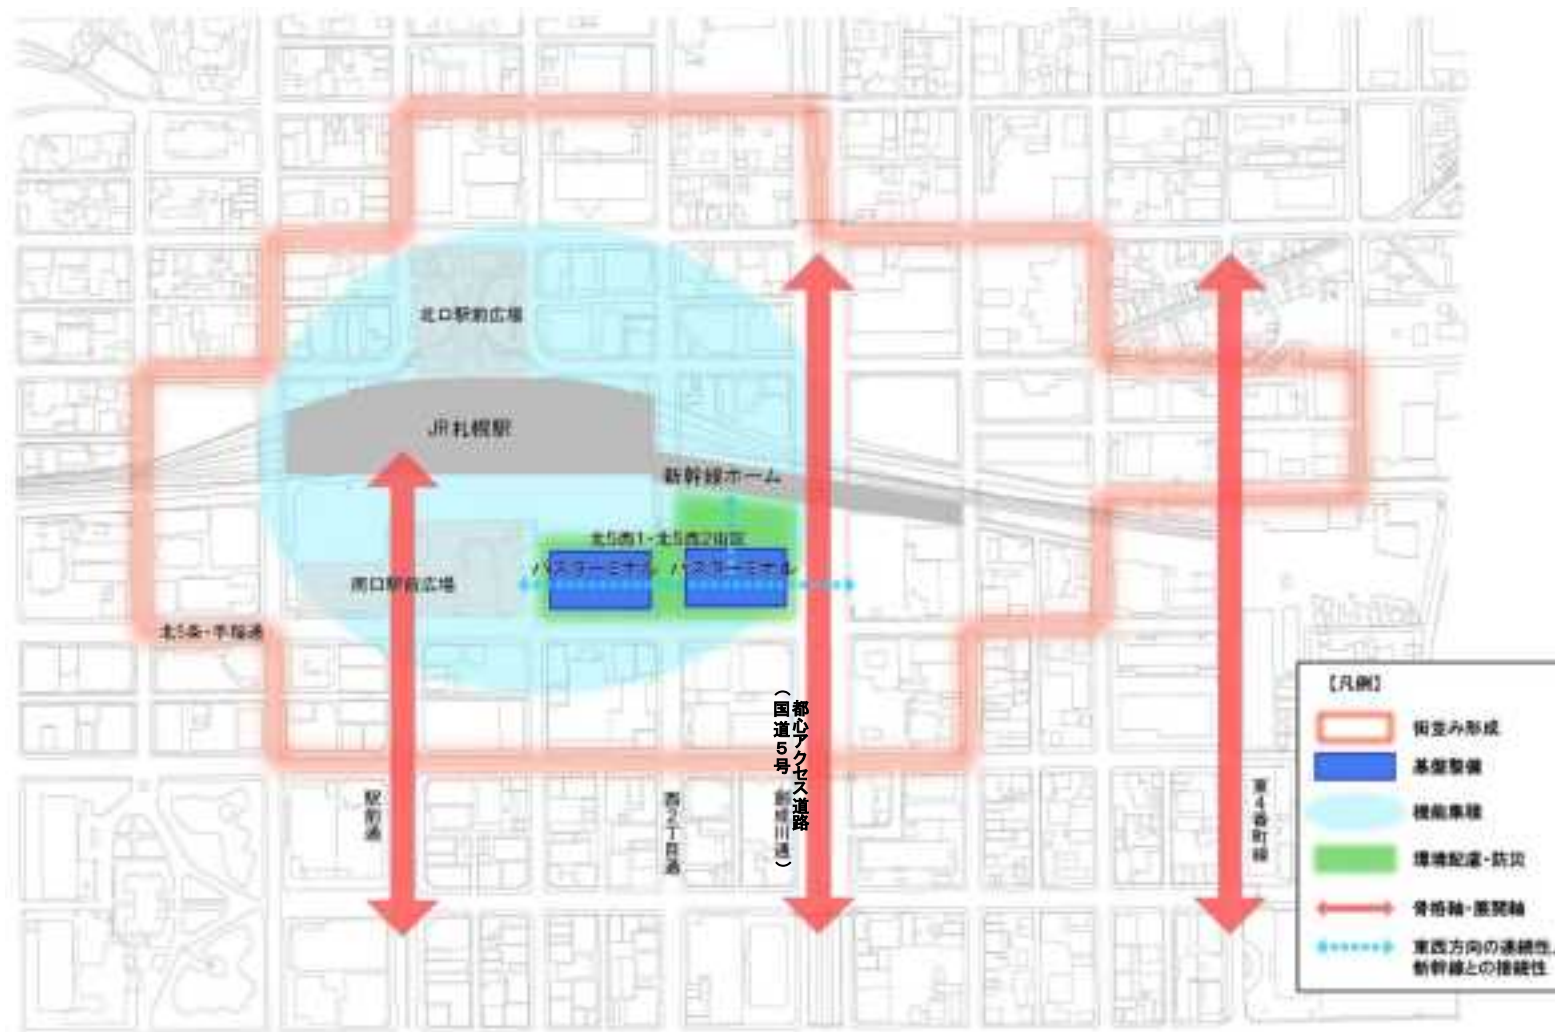 北口駅前広場
JR札幌駅
新幹線ホーム
北5西1・北5西2街区
バスターミナル
バスターミナル
南口駅前広場
北5条・手稲通
都心アクセス道路
（国道5号 創成川通）
駅前通
西2丁目通
東4番町線
【凡例】
街並み形成
基盤整備
機能集積
環境配慮・防災
骨格軸・展開軸
東西方向の連続性、
新幹線との接続性